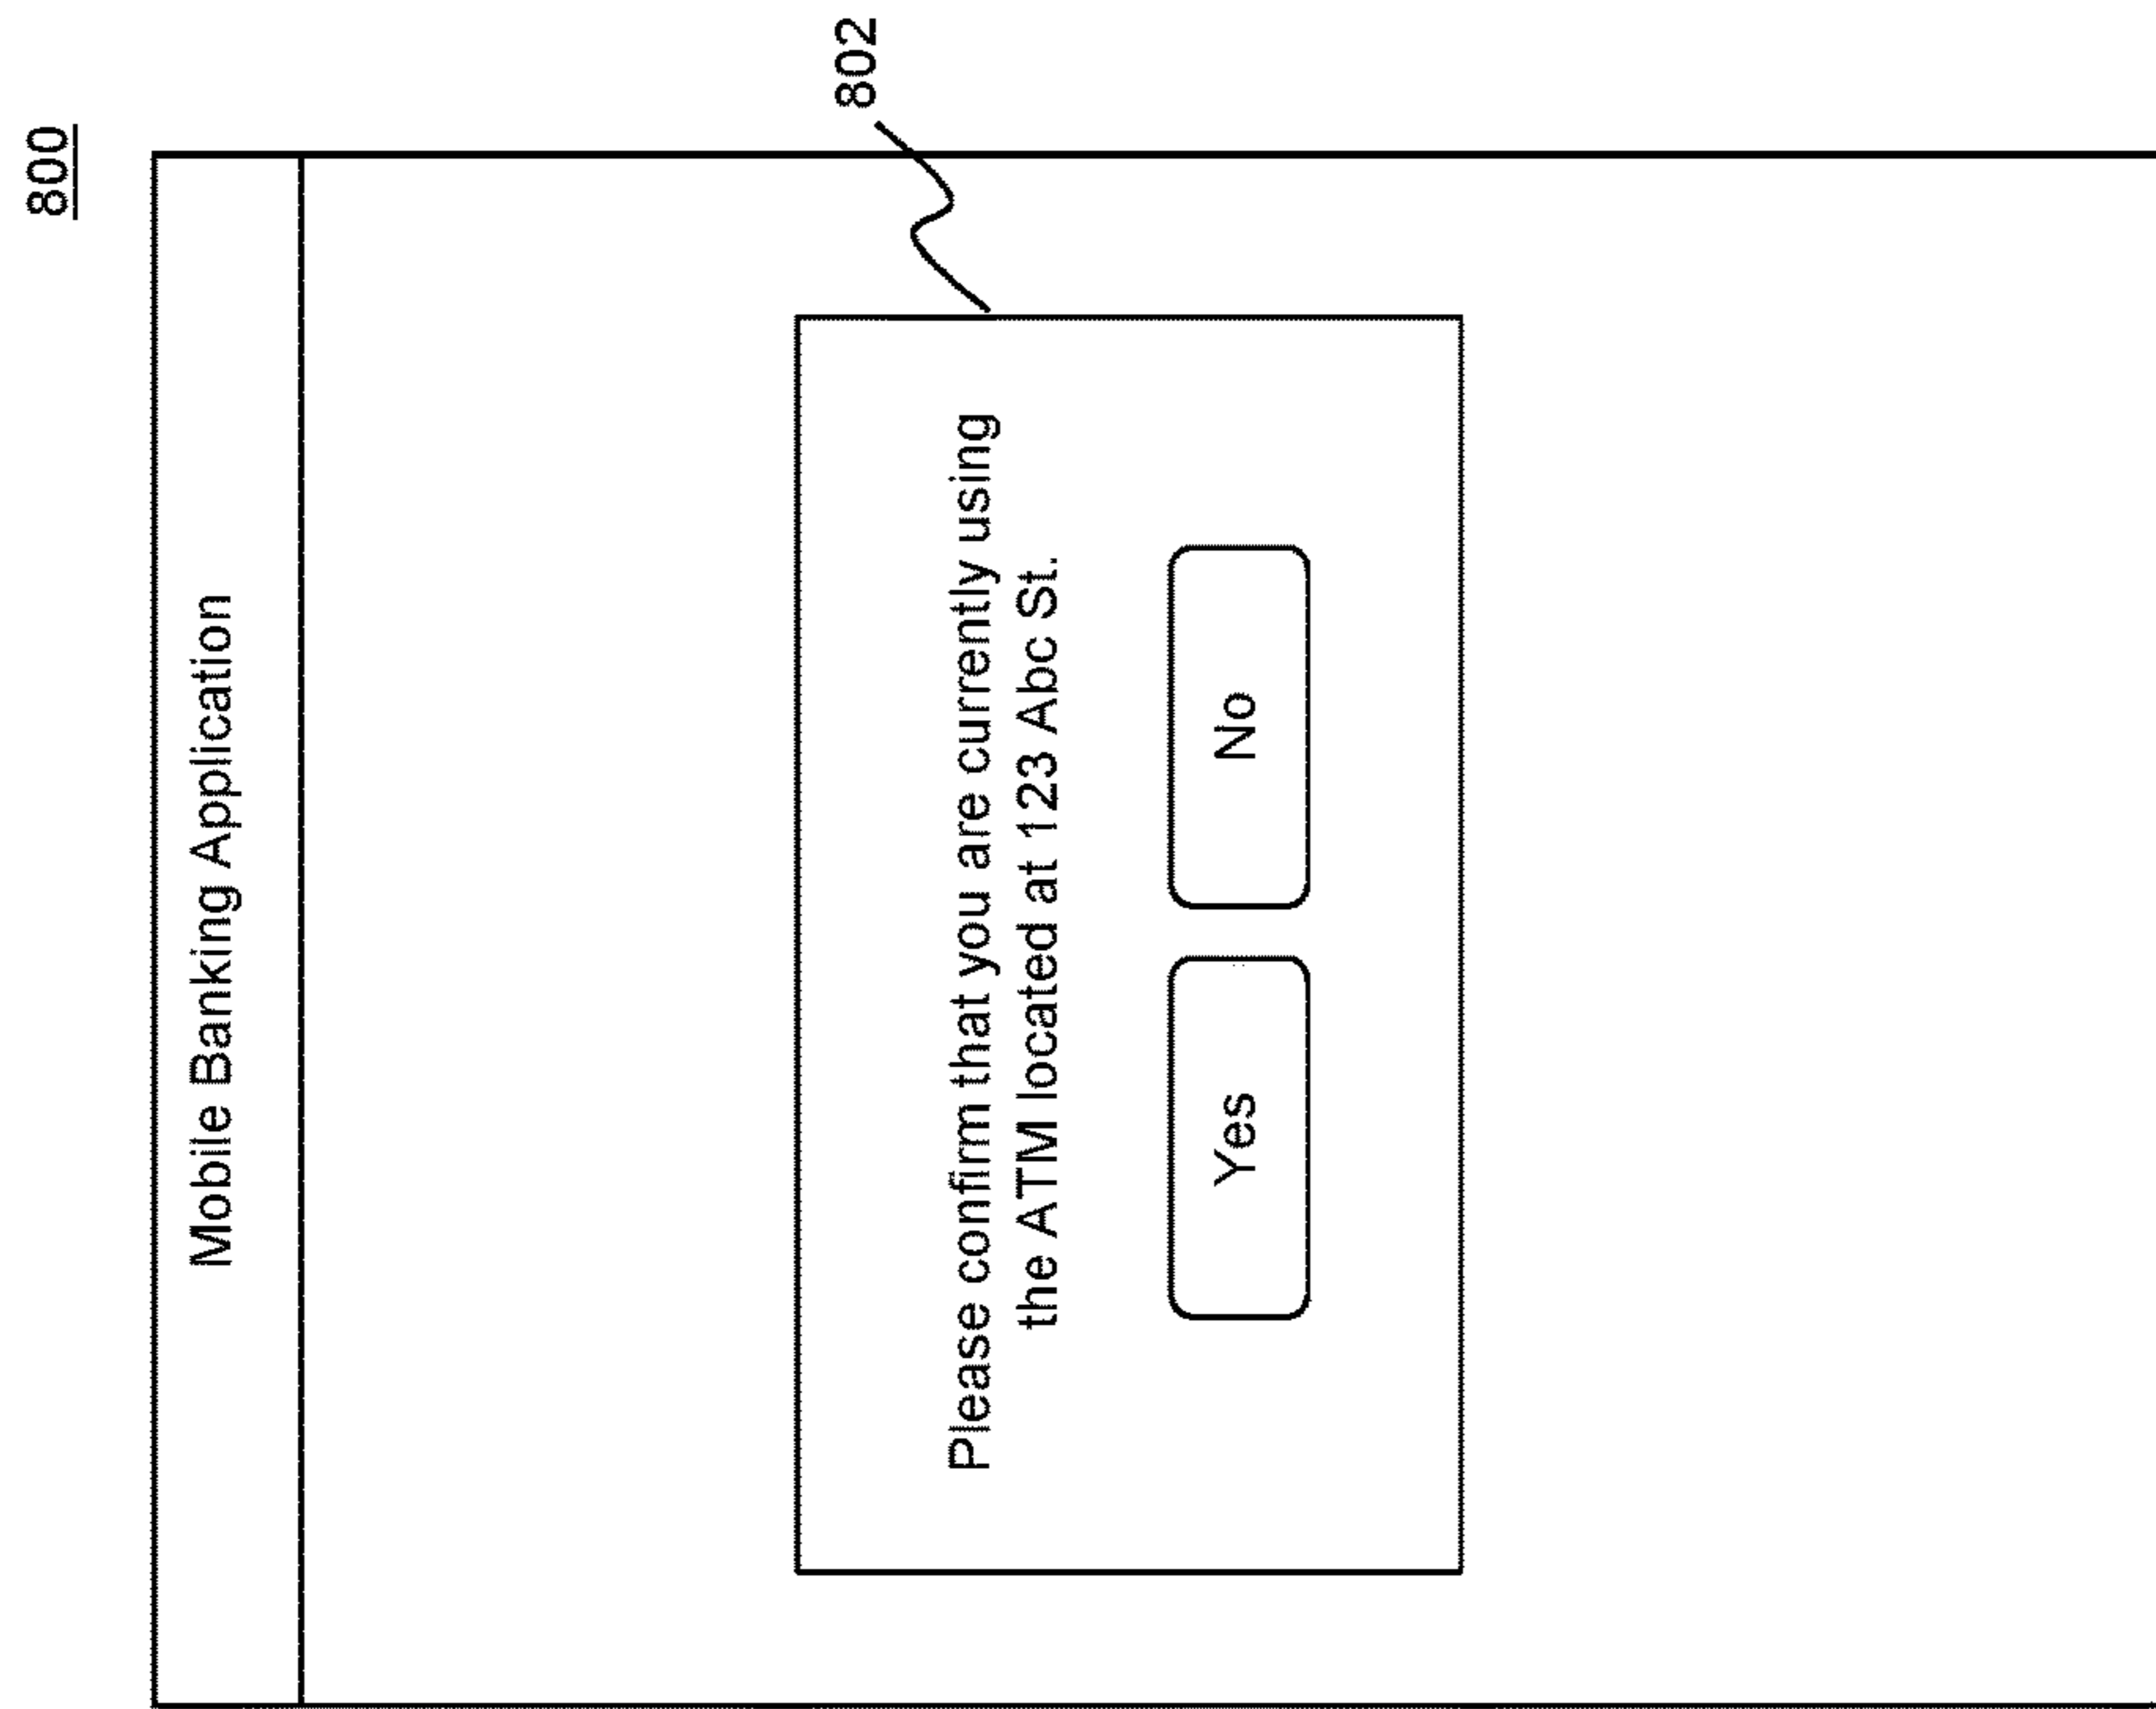 800
Mobile Banking Application
802
Please confirm that you are currently using
the ATM located at 123 Abc St.
Yes
No